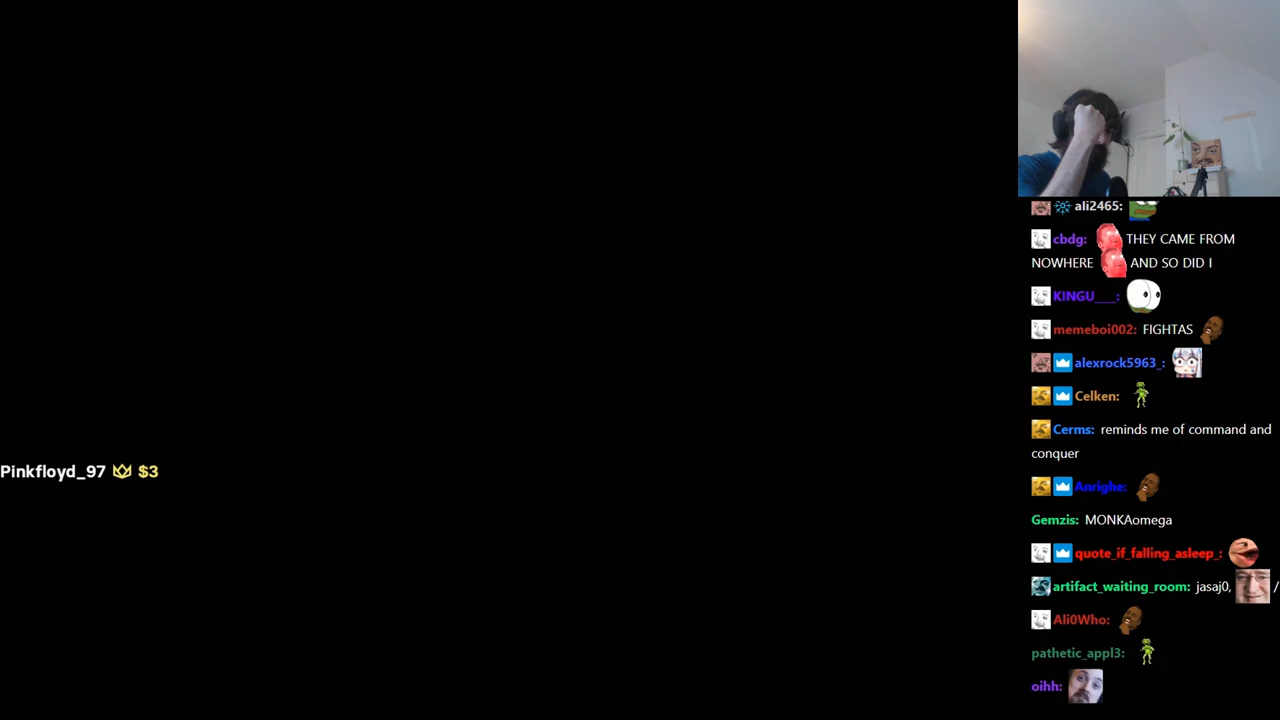 ali2465:
cbdg: THEY CAME FROM
NOWHERE AND SO DID I
KINGU___:
memeboi002: FIGHTAS
alexrock5963_:
Celken:
Cerms: reminds me of command and
conquer
Pinkfloyd_97 $3
Anrighe:
Gemzis: MONKAomega
quote_if_falling_asleep_:
artifact_waiting_room: jasaj0, /
Ali0Who:
pathetic_appl3:
oihh: